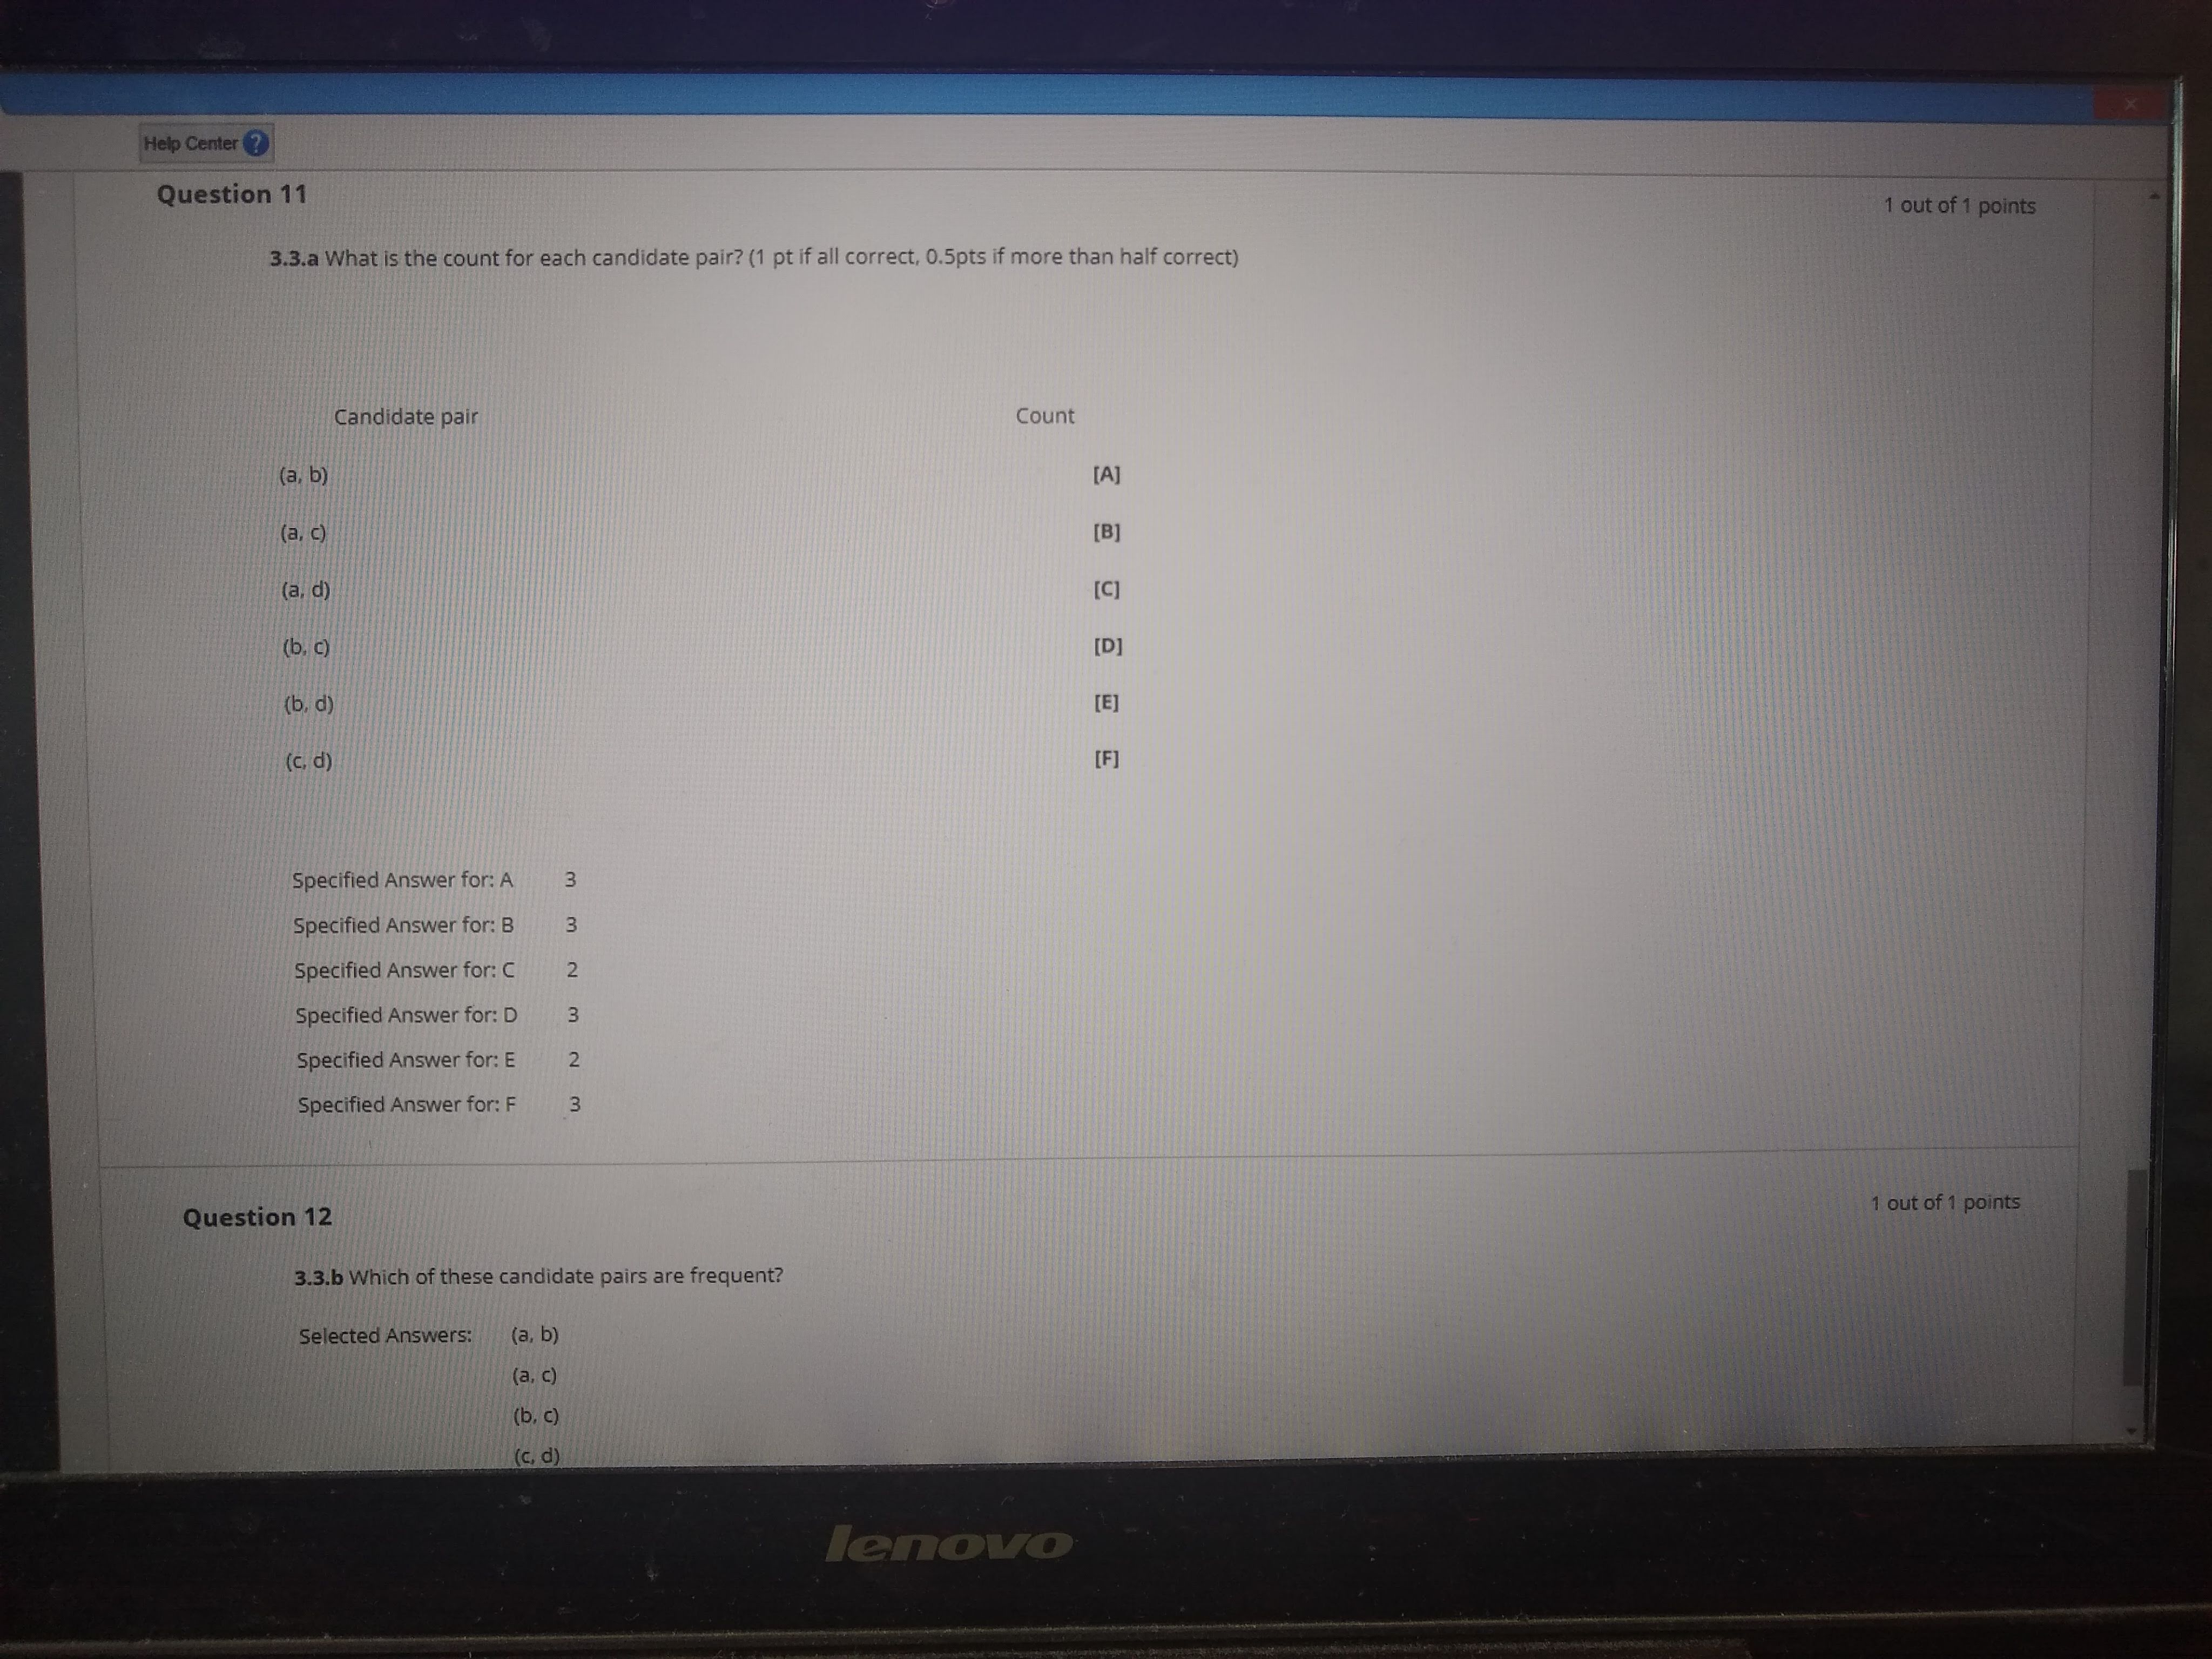 Help Center ?
Question 11
1 out of 1 points
3.3.a What is the count for each candidate pair? (1 pt if all correct, 0.5pts if more than half correct)
Candidate pair Count
(a, b) [A]
(a, c) [B]
(a, d) [C]
(b, c) [D]
(b, d) [E]
(c, d) [F]
Specified Answer for: A 3
Specified Answer for: B 3
Specified Answer for: C 2
Specified Answer for: D 3
Specified Answer for: E 2
Specified Answer for: F 3
Question 12
1 out of 1 points
3.3.b Which of these candidate pairs are frequent?
Selected Answers: (a, b)
(a, c)
(b, c)
(c, d)
lenovo